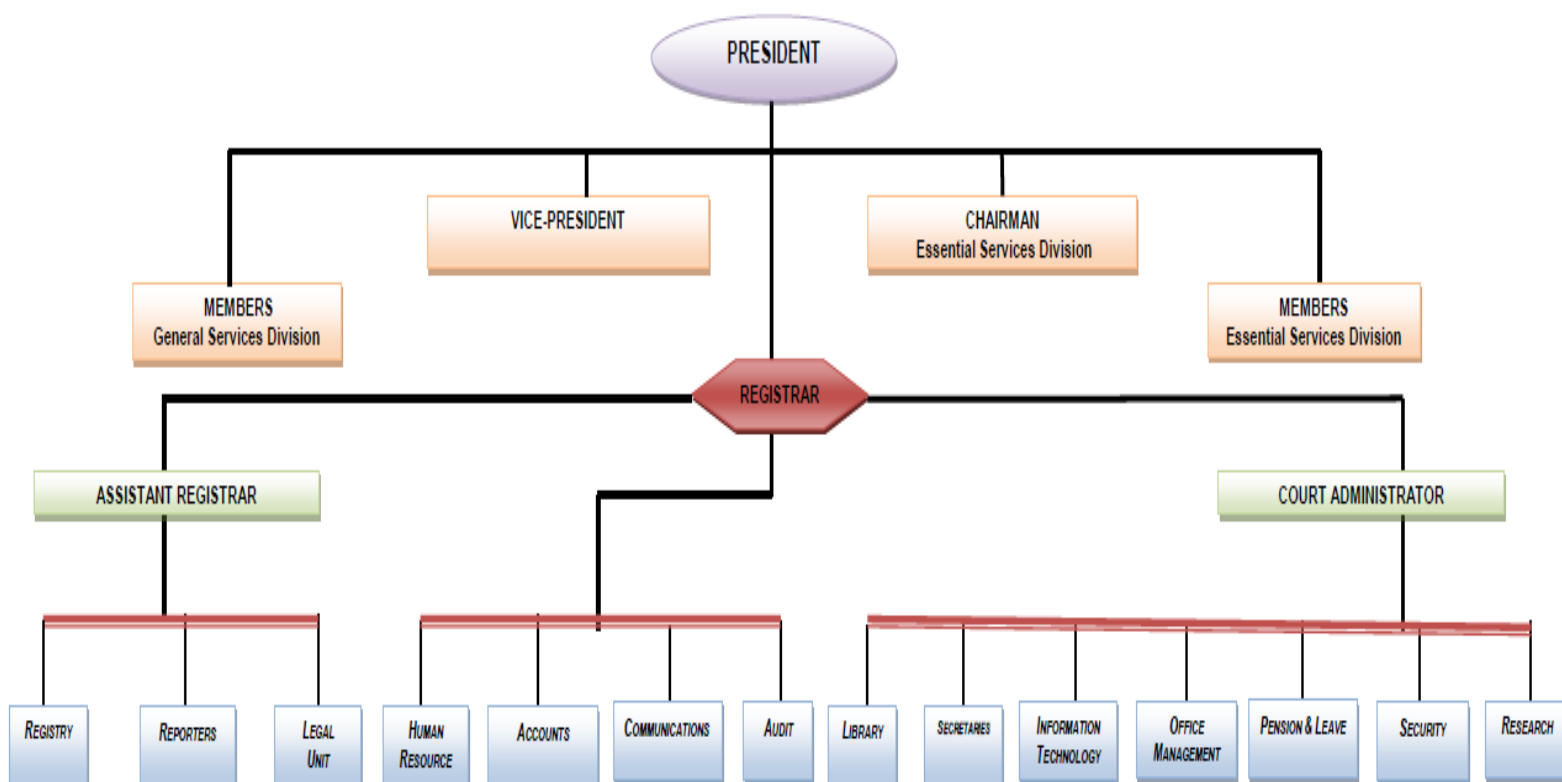 PRESIDENT
VICE-PRESIDENT
CHAIRMAN
Essential Services Division
MEMBERS
General Services Division
MEMBERS
Essential Services Division
REGISTRAR
ASSISTANT REGISTRAR
COURT ADMINISTRATOR
REGISTRY
REPORTERS
LEGAL
UNIT
HUMAN
RESOURCE
ACCOUNTS
COMMUNICATIONS
AUDIT
LIBRARY
SECRETARIES
INFORMATION
TECHNOLOGY
OFFICE
MANAGEMENT
PENSION & LEAVE
SECURITY
RESEARCH